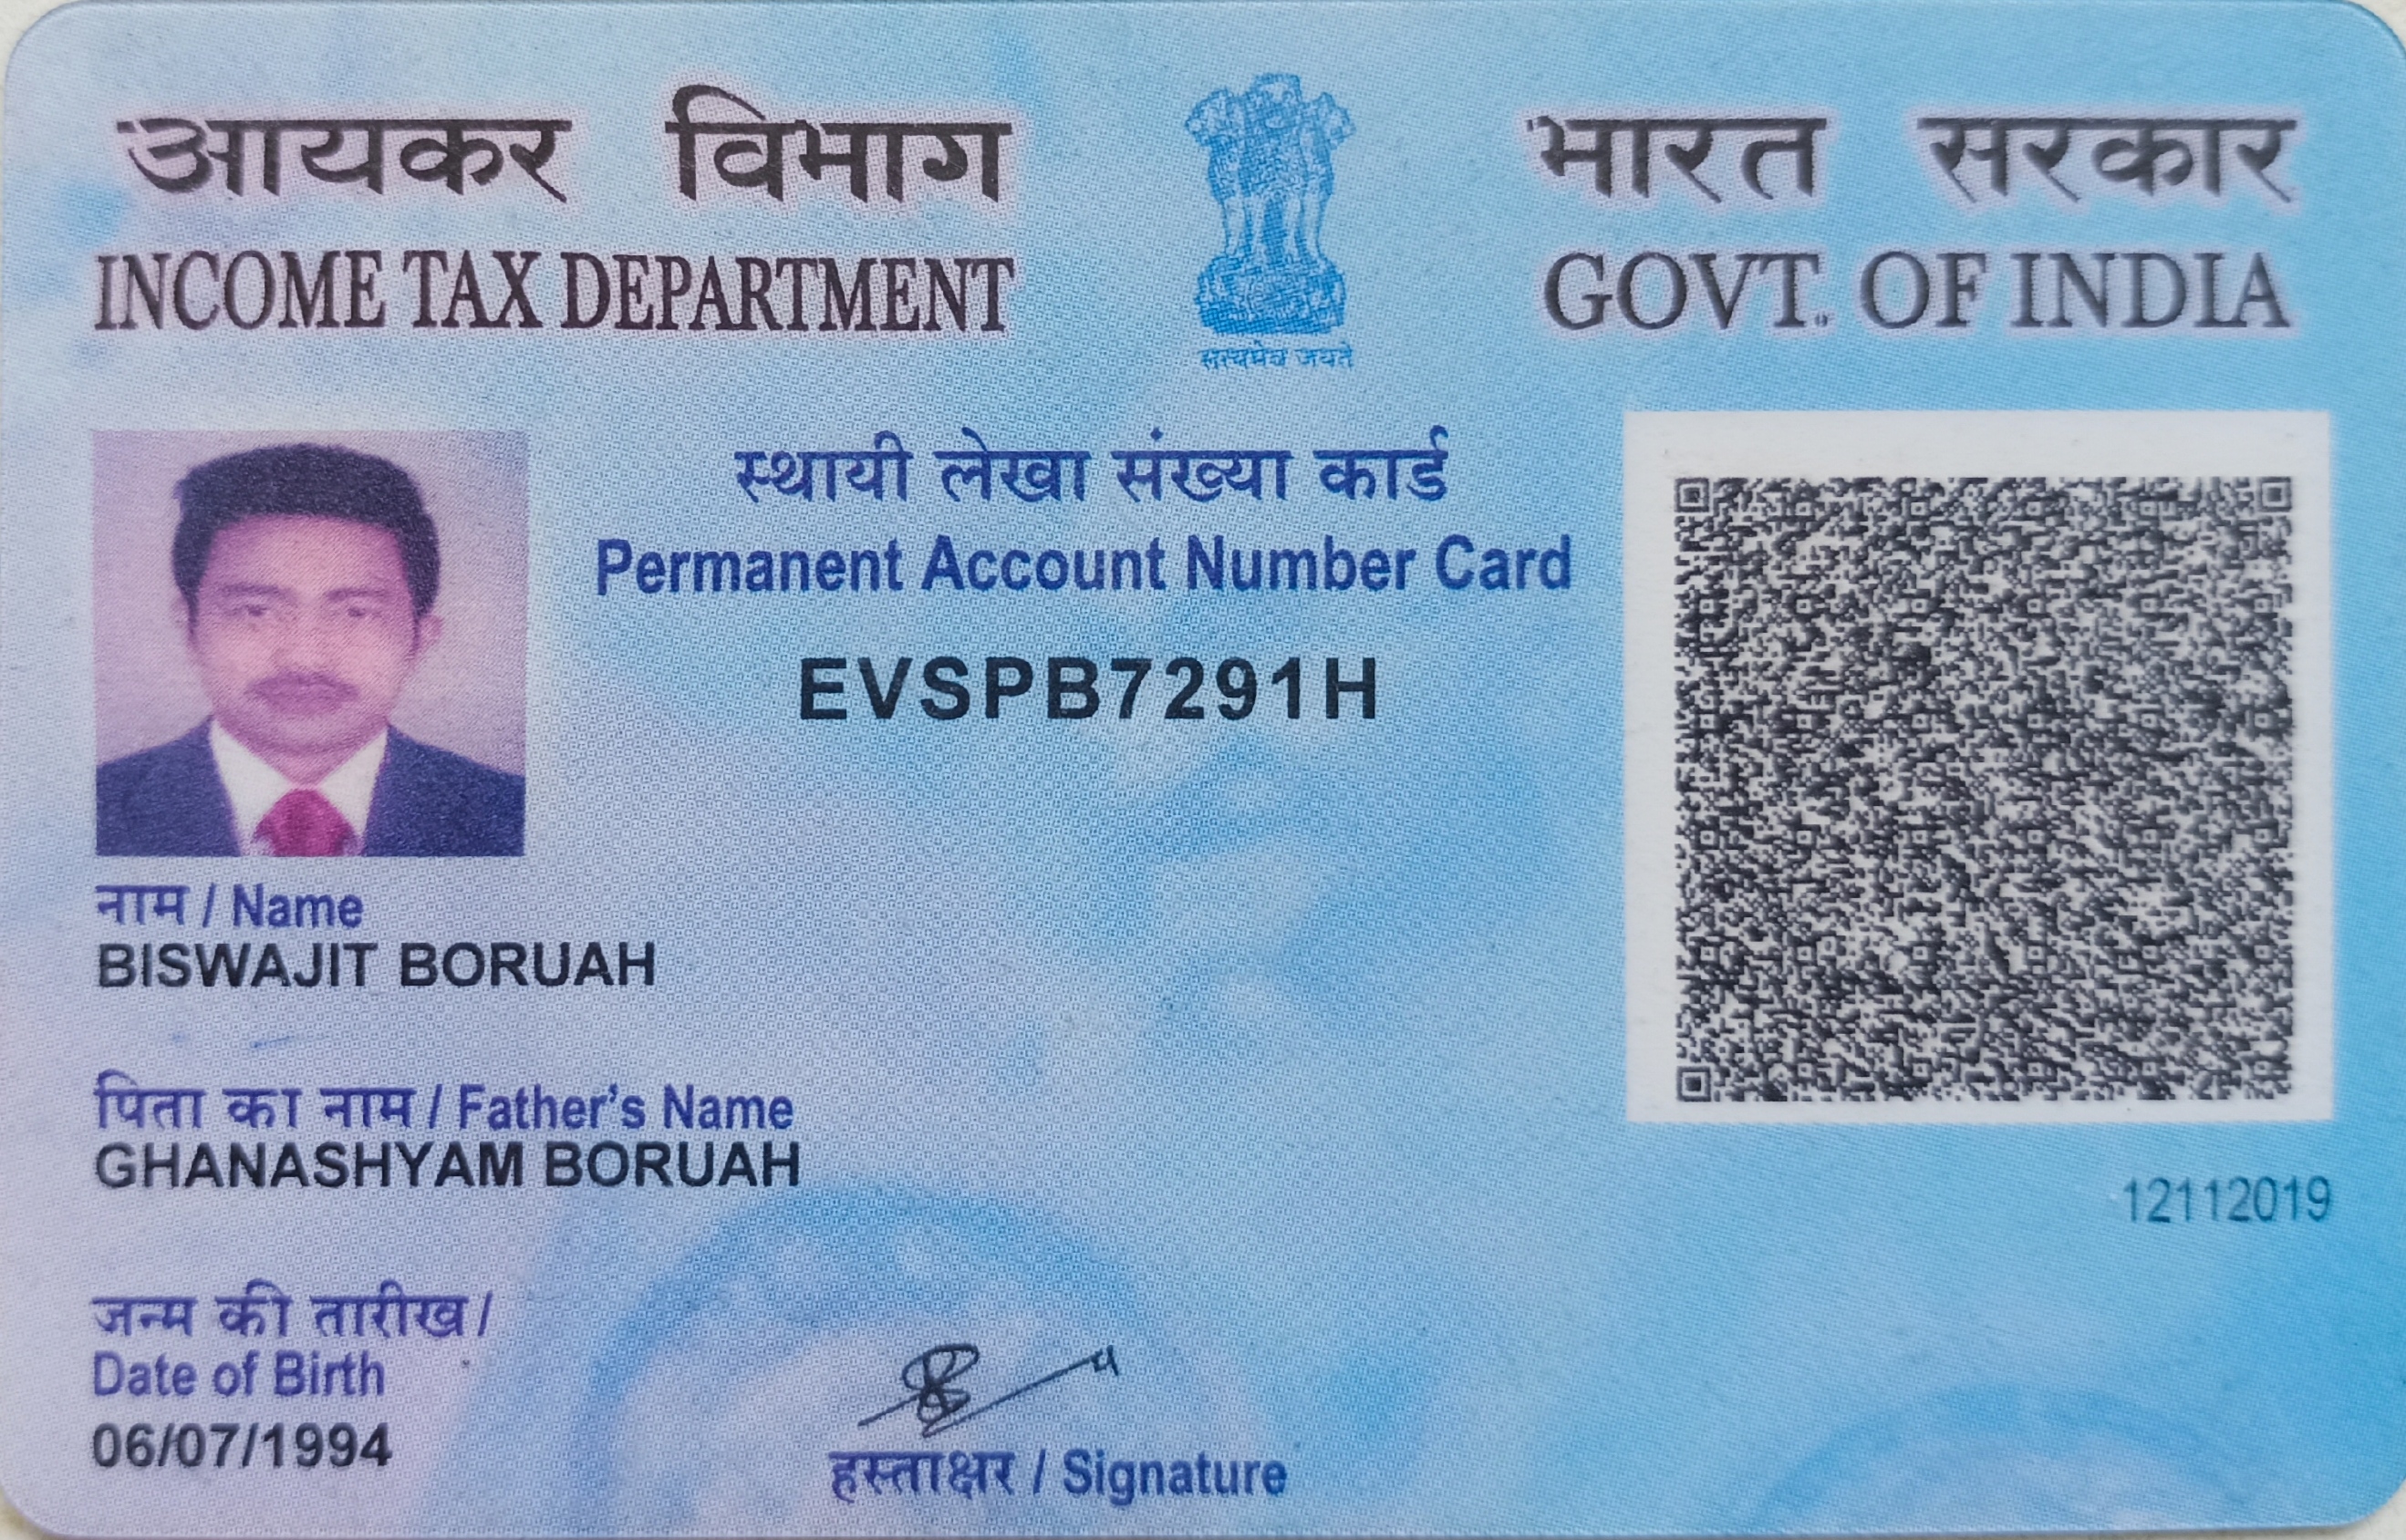 आयकर विभाग
INCOME TAX DEPARTMENT
सत्यमेव जयते
भारत सरकार
GOVT. OF INDIA
स्थायी लेखा संख्या कार्ड
Permanent Account Number Card
EVSPB7291H
नाम / Name
BISWAJIT BORUAH
पिता का नाम / Father's Name
GHANASHYAM BORUAH
12112019
जन्म की तारीख /
Date of Birth
06/07/1994
हस्ताक्षर / Signature